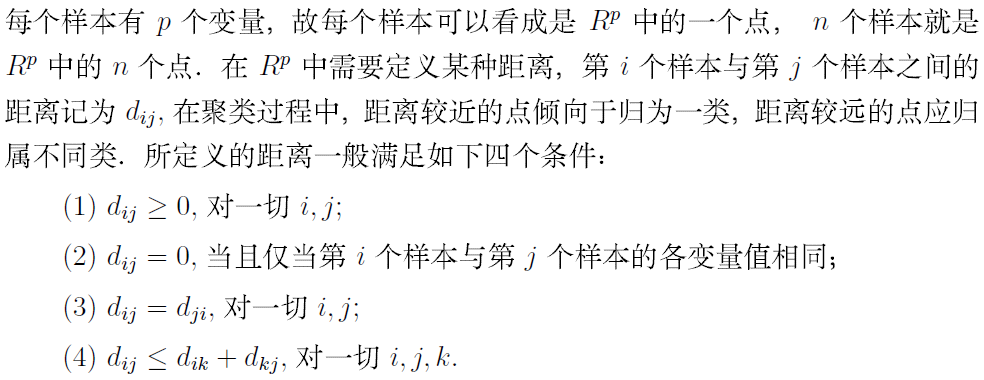 每个样本有 p 个变量, 故每个样本可以看成是 R^p 中的一个点, n 个样本就是
R^p 中的 n 个点. 在 R^p 中需要定义某种距离, 第 i 个样本与第 j 个样本之间的
距离记为 d_{ij}, 在聚类过程中, 距离较近的点倾向于归为一类, 距离较远的点应归
属不同类. 所定义的距离一般满足如下四个条件:
(1) d_{ij} ≥ 0, 对一切 i, j;
(2) d_{ij} = 0, 当且仅当第 i 个样本与第 j 个样本的各变量值相同;
(3) d_{ij} = d_{ji}, 对一切 i, j;
(4) d_{ij} ≤ d_{ik} + d_{kj}, 对一切 i, j, k.